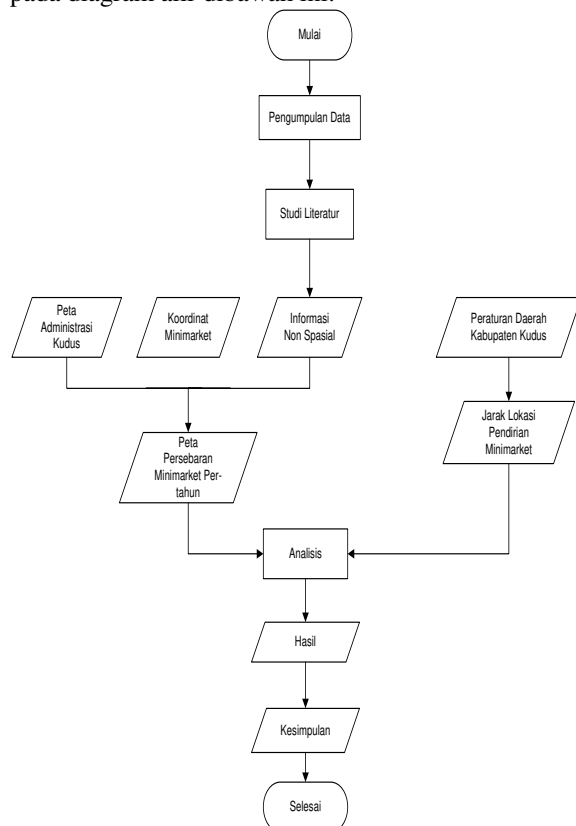 pada diagram alir dibawah ini.
Mulai
Pengumpulan Data
Studi Literatur
Peta
Administrasi
Kudus
Koordinat
Minimarket
Informasi
Non Spasial
Peraturan Daerah
Kabupaten Kudus
Peta
Persebaran
Minimarket Per-
tahun
Jarak Lokasi
Pendirian
Minimarket
Analisis
Hasil
Kesimpulan
Selesai